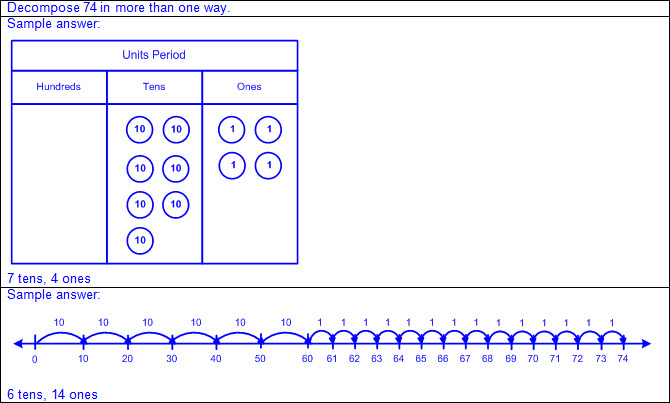 Decompose 74 in more than one way.
Sample answer:
Units Period
Hundreds Tens Ones
10 10 1 1
10 10 1 1
10 10
10
7 tens, 4 ones
Sample answer:
10 10 10 10 10 10 1 1 1 1 1 1 1 1 1 1 1 1 1 1
0 10 20 30 40 50 60 61 62 63 64 65 66 67 68 69 70 71 72 73 74
6 tens, 14 ones